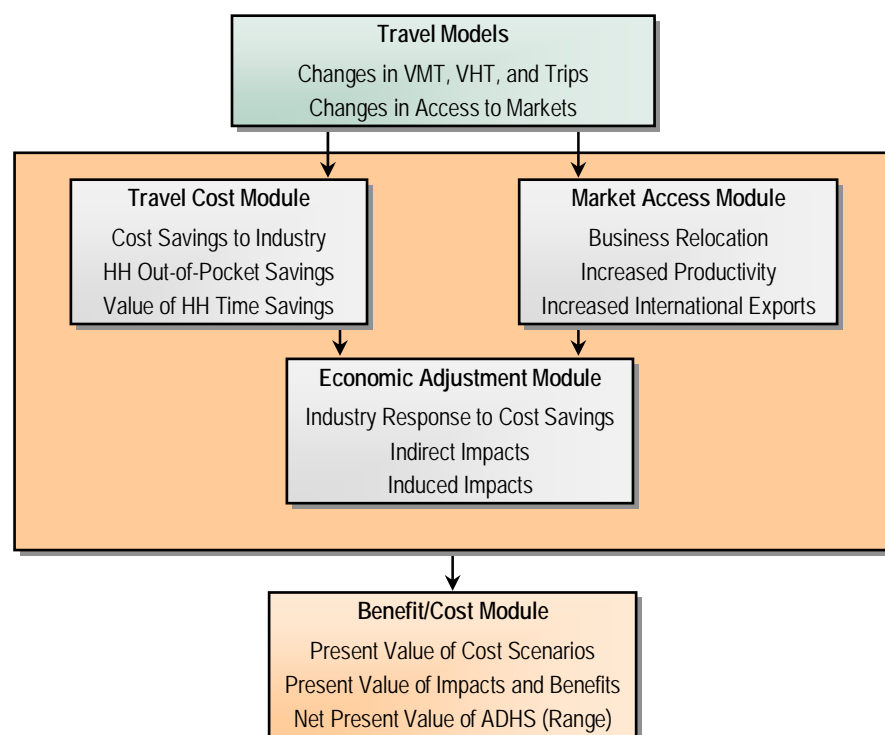 Travel Models
Changes in VMT, VHT, and Trips
Changes in Access to Markets
Travel Cost Module
Cost Savings to Industry
HH Out-of-Pocket Savings
Value of HH Time Savings
Market Access Module
Business Relocation
Increased Productivity
Increased International Exports
Economic Adjustment Module
Industry Response to Cost Savings
Indirect Impacts
Induced Impacts
Benefit/Cost Module
Present Value of Cost Scenarios
Present Value of Impacts and Benefits
Net Present Value of ADHS (Range)